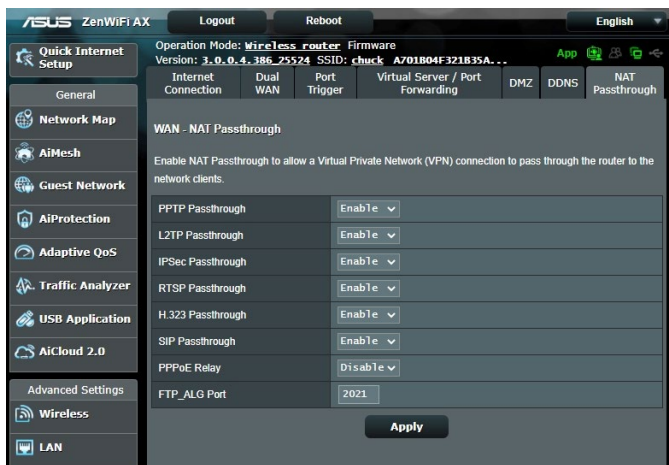 ASUS ZenWiFi AX Logout Reboot English
Quick Internet Setup
Operation Mode: Wireless router Firmware
Version: 3.0.0.4.386_25524 SSID: chuck A701B04F321B35A... App
Internet Connection Dual WAN Port Trigger Virtual Server / Port Forwarding DMZ DDNS NAT Passthrough
General
Network Map
AiMesh
Guest Network
AiProtection
Adaptive QoS
Traffic Analyzer
USB Application
AiCloud 2.0
Advanced Settings
Wireless
LAN
WAN - NAT Passthrough
Enable NAT Passthrough to allow a Virtual Private Network (VPN) connection to pass through the router to the
network clients.
PPTP Passthrough Enable
L2TP Passthrough Enable
IPSec Passthrough Enable
RTSP Passthrough Enable
H.323 Passthrough Enable
SIP Passthrough Enable
PPPoE Relay Disable
FTP_ALG Port 2021
Apply